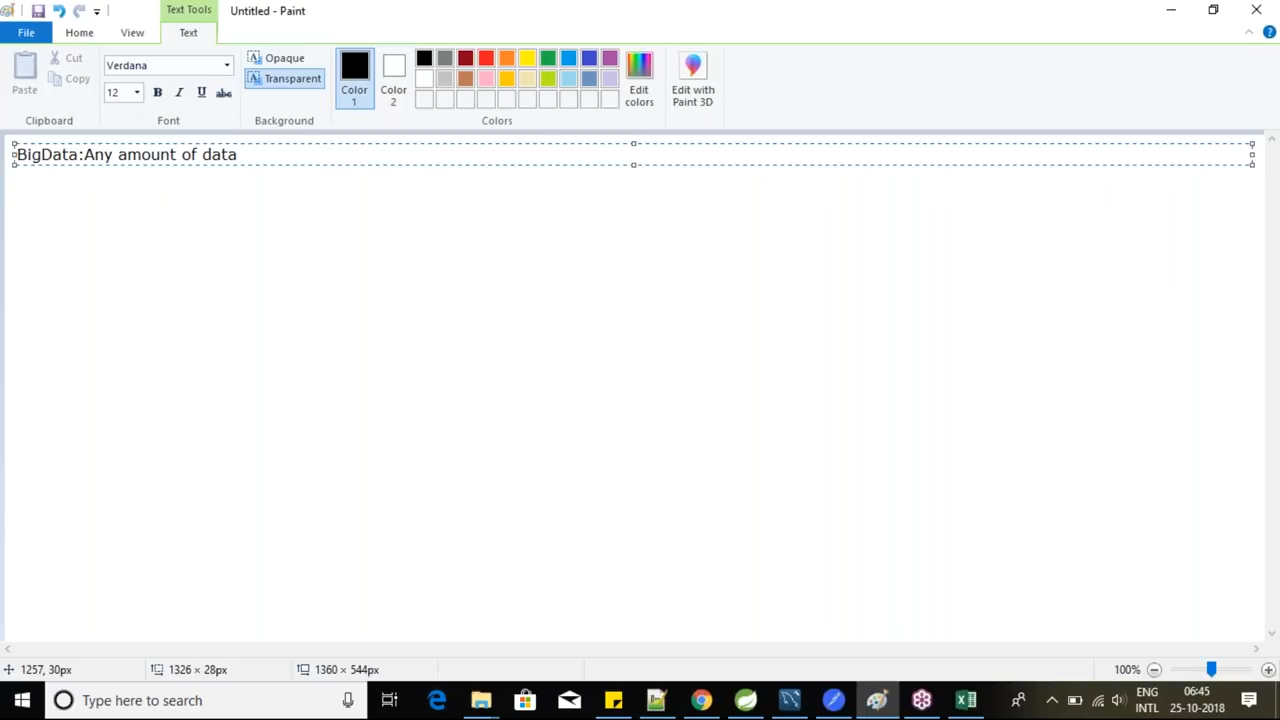 Text Tools
Untitled - Paint
File
Home
View
Text
Paste
Cut
Copy
Clipboard
Verdana
12
B
I
U
abc
Font
Opaque
Transparent
Background
Color
1
Color
2
Edit
colors
Colors
Edit with
Paint 3D
BigData:Any amount of data
1257, 30px
1326 × 28px
1360 × 544px
100%
Type here to search
ENG
INTL
06:45
25-10-2018